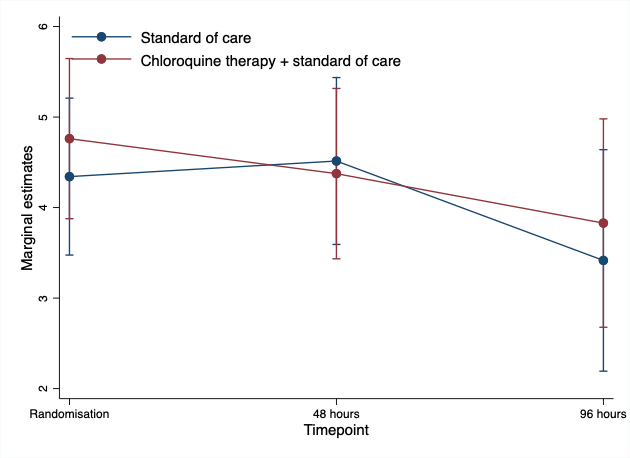 Standard of care
Chloroquine therapy + standard of care
Marginal estimates
6
5
4
3
2
Randomisation
48 hours
96 hours
Timepoint